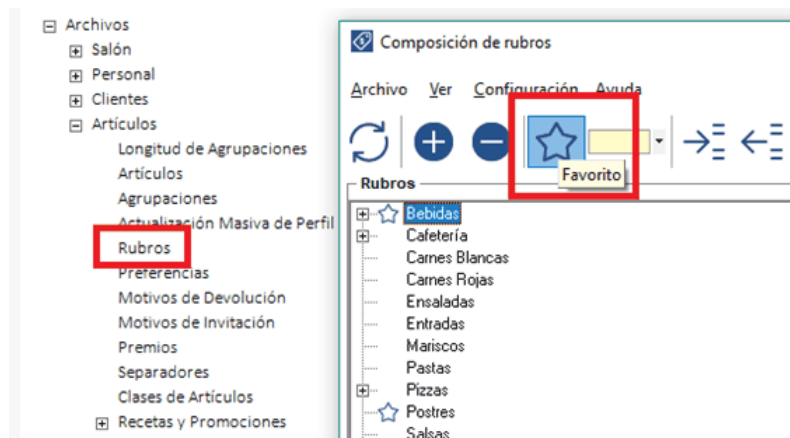 Archivos
Salón
Personal
Clientes
Artículos
Longitud de Agrupaciones
Artículos
Agrupaciones
Actualización Masiva de Perfil
Rubros
Preferencias
Motivos de Devolución
Motivos de Invitación
Premios
Separadores
Clases de Artículos
Recetas y Promociones
Composición de rubros
Archivo Ver Configuración Ayuda
Favorito
Rubros
Bebidas
Cafetería
Carnes Blancas
Carnes Rojas
Ensaladas
Entradas
Mariscos
Pastas
Pizzas
Postres
Salsas